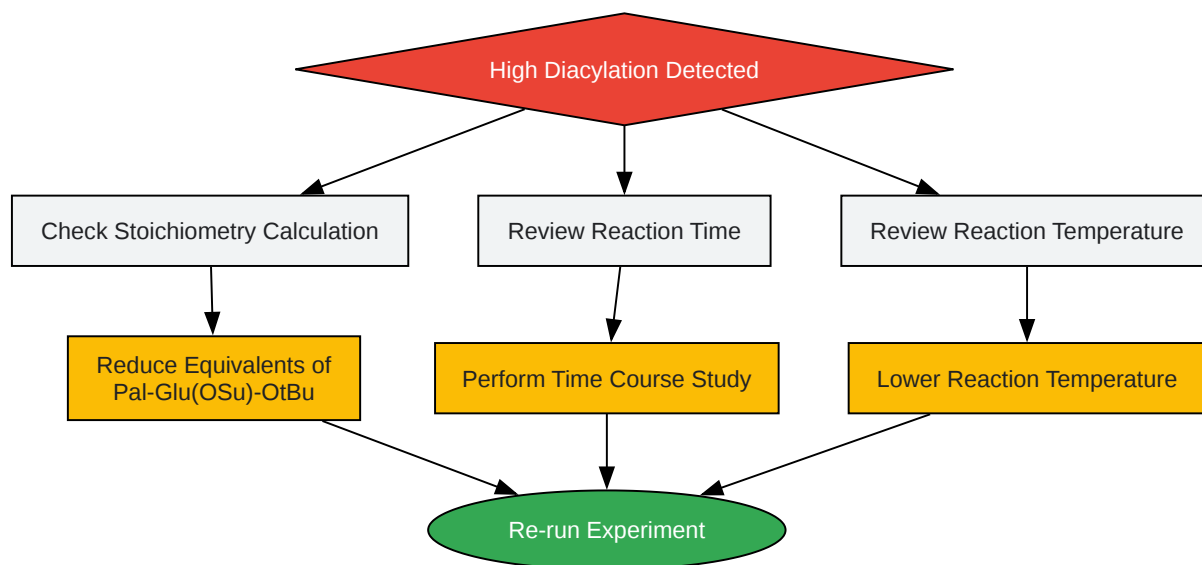 High Diacylation Detected
Check Stoichiometry Calculation
Review Reaction Time
Review Reaction Temperature
Reduce Equivalents of
Pal-Glu(OSu)-OtBu
Perform Time Course Study
Lower Reaction Temperature
Re-run Experiment